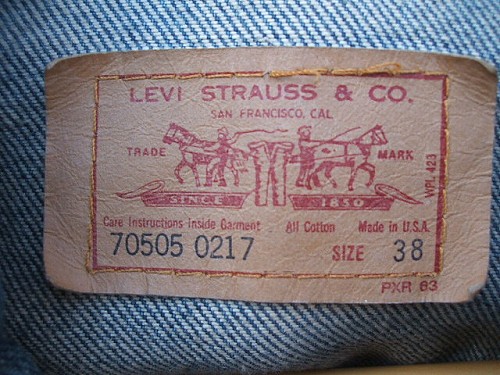 LEVI STRAUSS & CO.
SAN FRANCISCO, CAL
TRADE MARK
SINCE 1850
WPL 423
Care Instructions Inside Garment All Cotton Made in U.S.A.
70505 0217 SIZE 38
PXR 63